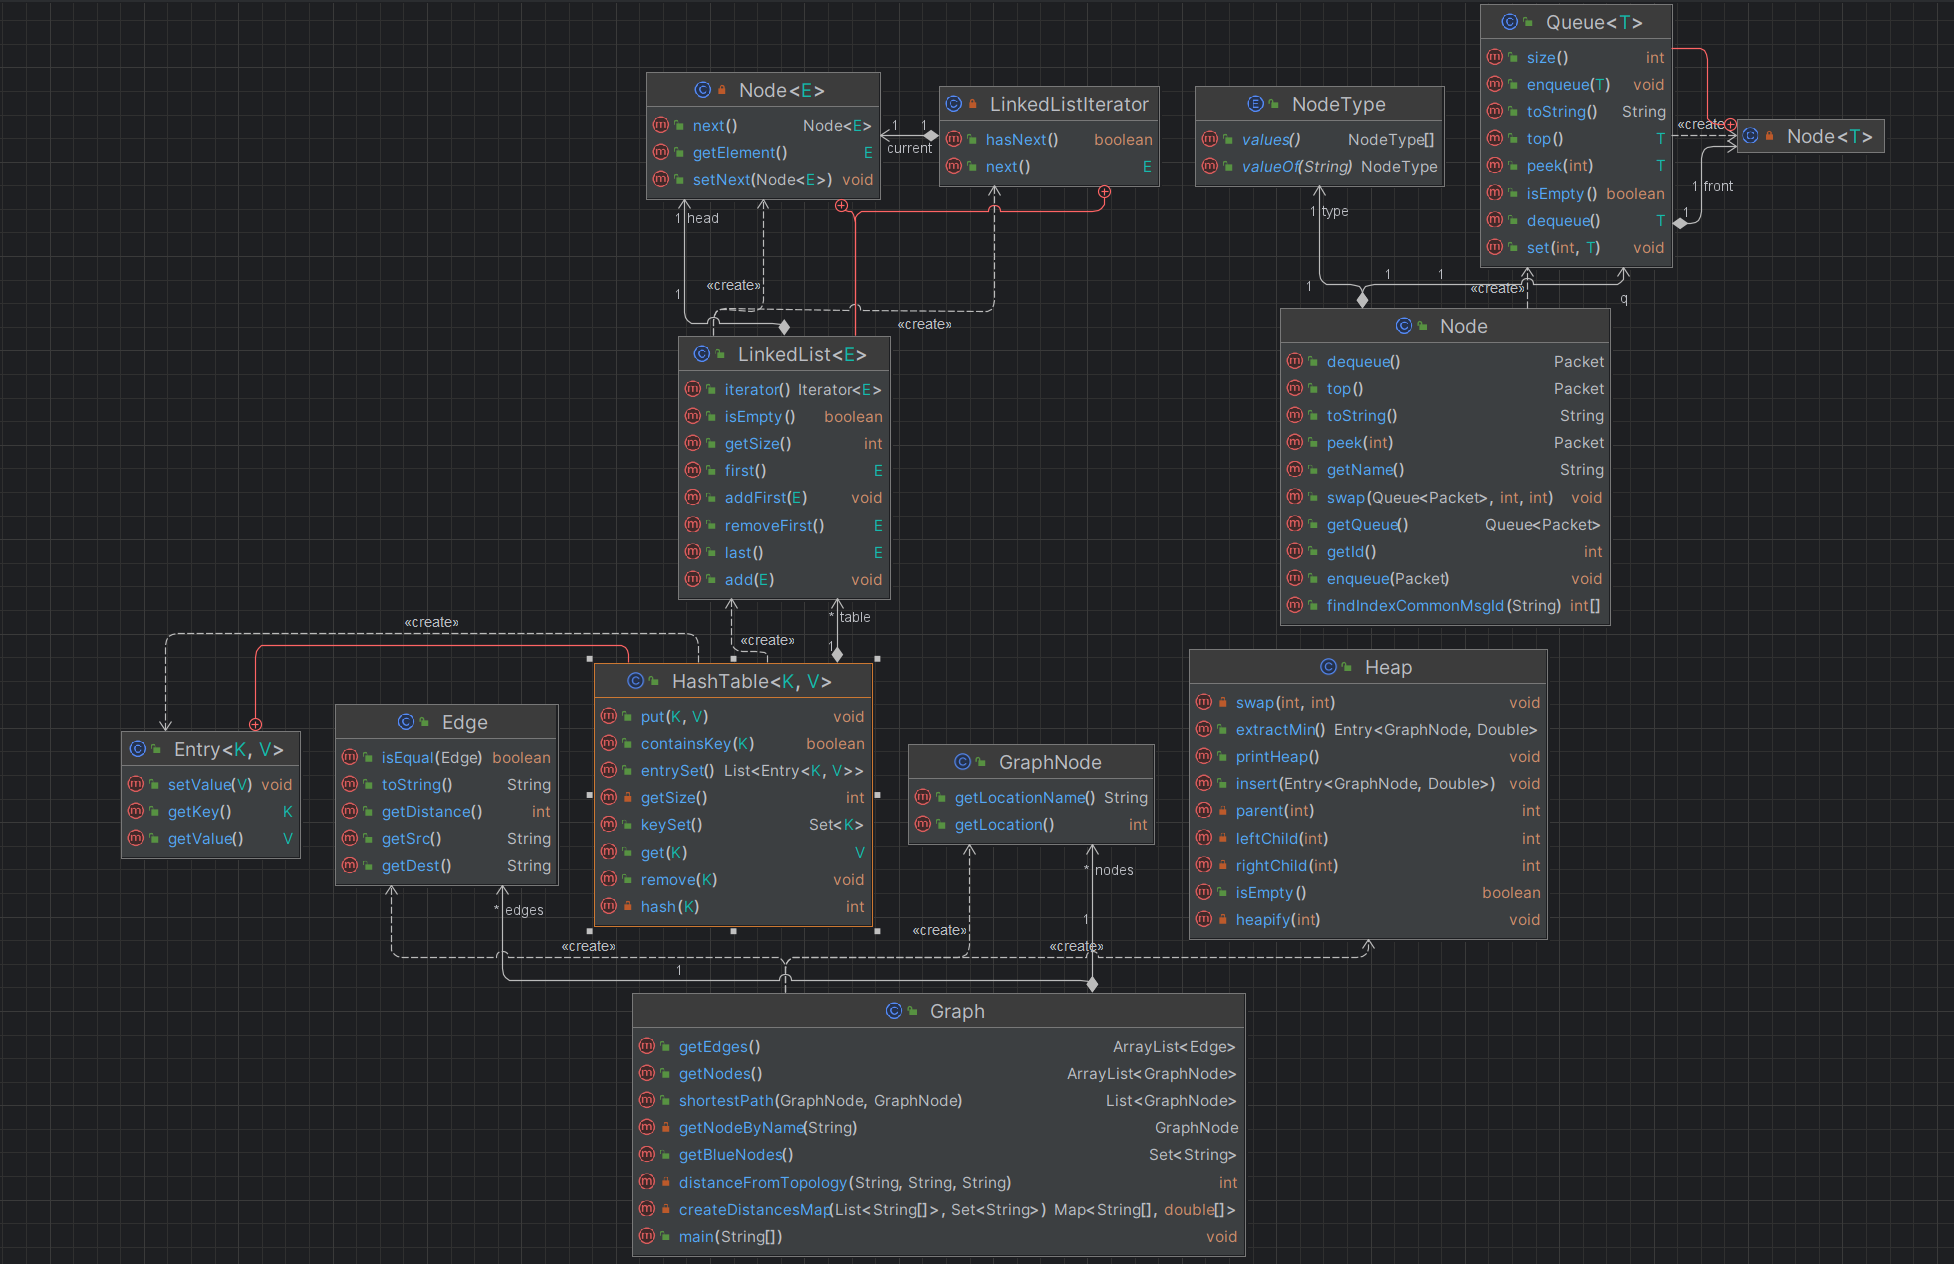 Queue<T>
size() int
enqueue(T) void
toString() String
top() T
peek(int) T
isEmpty() boolean
dequeue() T
set(int, T) void
«create»
Node<T>
1 front
1
Node<E>
next() Node<E>
getElement() E
setNext(Node<E>) void
1 1
current
LinkedListIterator
hasNext() boolean
next() E
NodeType
values() NodeType[]
valueOf(String) NodeType
1 head
1 type
«create»
1
«create»
1
1
1
«create»
q
LinkedList<E>
iterator() Iterator<E>
isEmpty() boolean
getSize() int
first() E
addFirst(E) void
removeFirst() E
last() E
add(E) void
Node
dequeue() Packet
top() Packet
toString() String
peek(int) Packet
getName() String
swap(Queue<Packet>, int, int) void
getQueue() Queue<Packet>
getId() int
enqueue(Packet) void
findIndexCommonMsgId(String) int[]
* table
«create»
«create»
1
HashTable<K, V>
put(K, V) void
containsKey(K) boolean
entrySet() List<Entry<K, V>>
getSize() int
keySet() Set<K>
get(K) V
remove(K) void
hash(K) int
Entry<K, V>
setValue(V) void
getKey() K
getValue() V
Edge
isEqual(Edge) boolean
toString() String
getDistance() int
getSrc() String
getDest() String
GraphNode
getLocationName() String
getLocation() int
Heap
swap(int, int) void
extractMin() Entry<GraphNode, Double>
printHeap() void
insert(Entry<GraphNode, Double>) void
parent(int) int
leftChild(int) int
rightChild(int) int
isEmpty() boolean
heapify(int) void
* nodes
* edges
1
«create»
«create»
«create»
1
Graph
getEdges() ArrayList<Edge>
getNodes() ArrayList<GraphNode>
shortestPath(GraphNode, GraphNode) List<GraphNode>
getNodeByName(String) GraphNode
getBlueNodes() Set<String>
distanceFromTopology(String, String, String) int
createDistancesMap(List<String[]>, Set<String>) Map<String[], double[]>
main(String[]) void